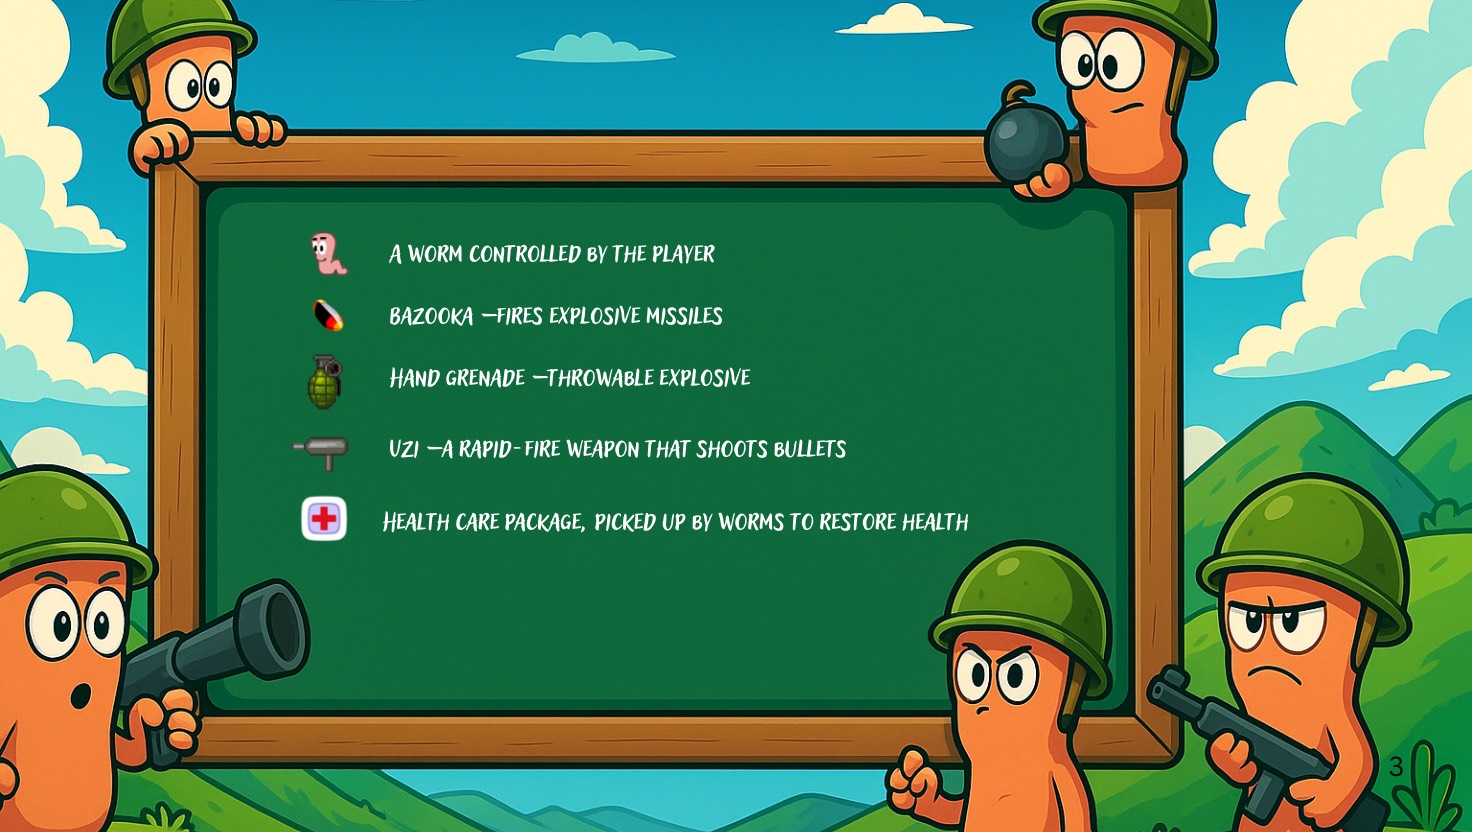 A WORM CONTROLLED BY THE PLAYER
BAZOOKA –FIRES EXPLOSIVE MISSILES
HAND GRENADE –THROWABLE EXPLOSIVE
UZI –A RAPID-FIRE WEAPON THAT SHOOTS BULLETS
HEALTH CARE PACKAGE, PICKED UP BY WORMS TO RESTORE HEALTH
3